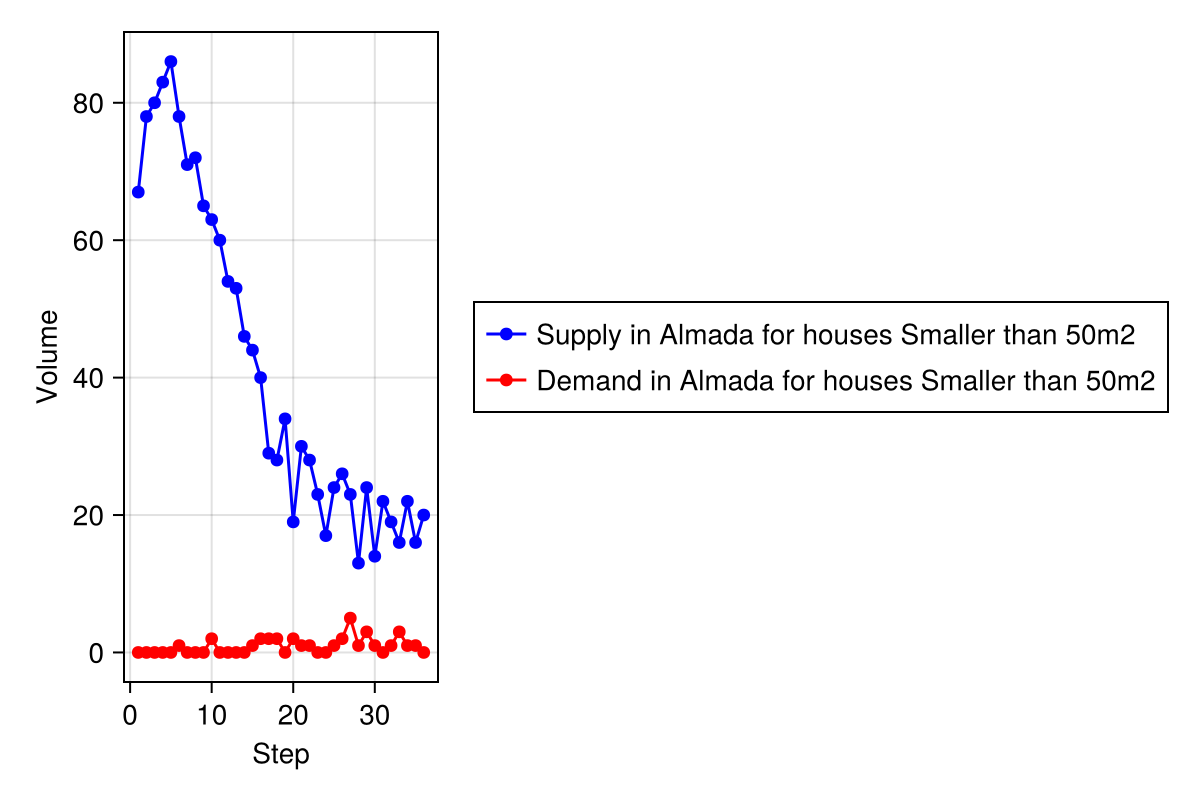 80
60
40
20
0
Volume
0 10 20 30
Step
Supply in Almada for houses Smaller than 50m2
Demand in Almada for houses Smaller than 50m2